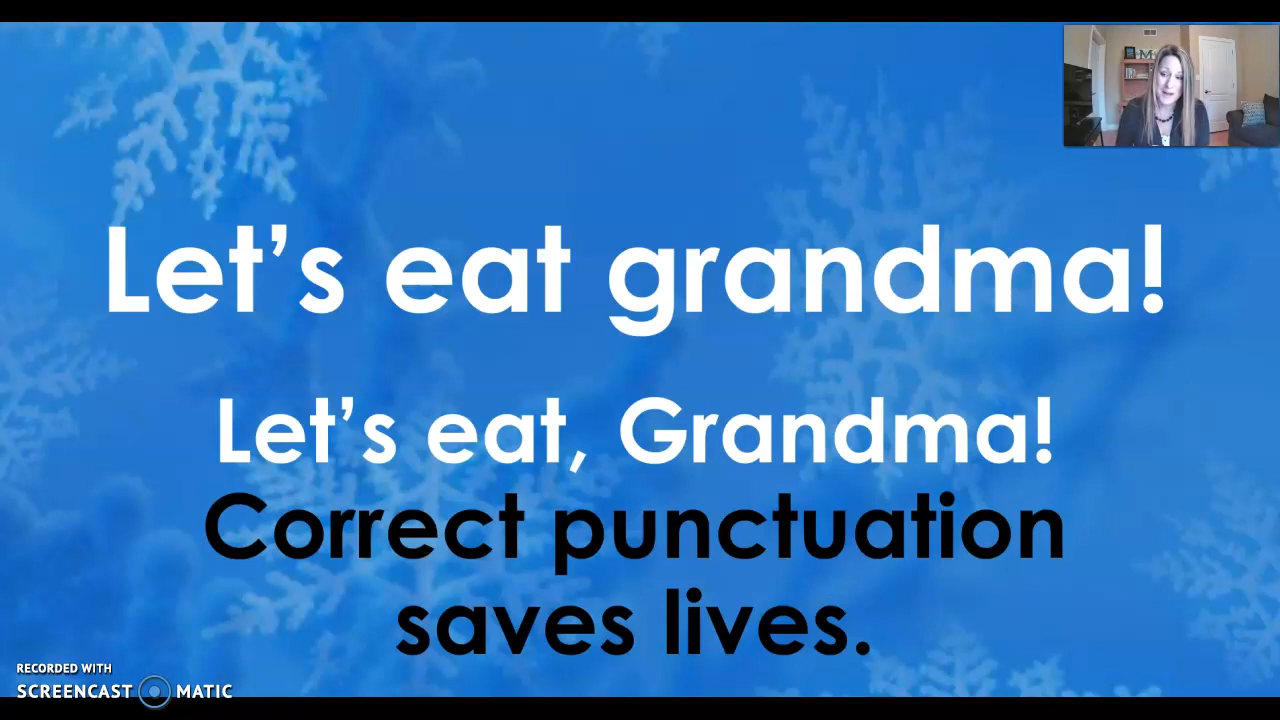 Let's eat grandma!
Let's eat, Grandma!
Correct punctuation
saves lives.
RECORDED WITH
SCREENCAST MATIC